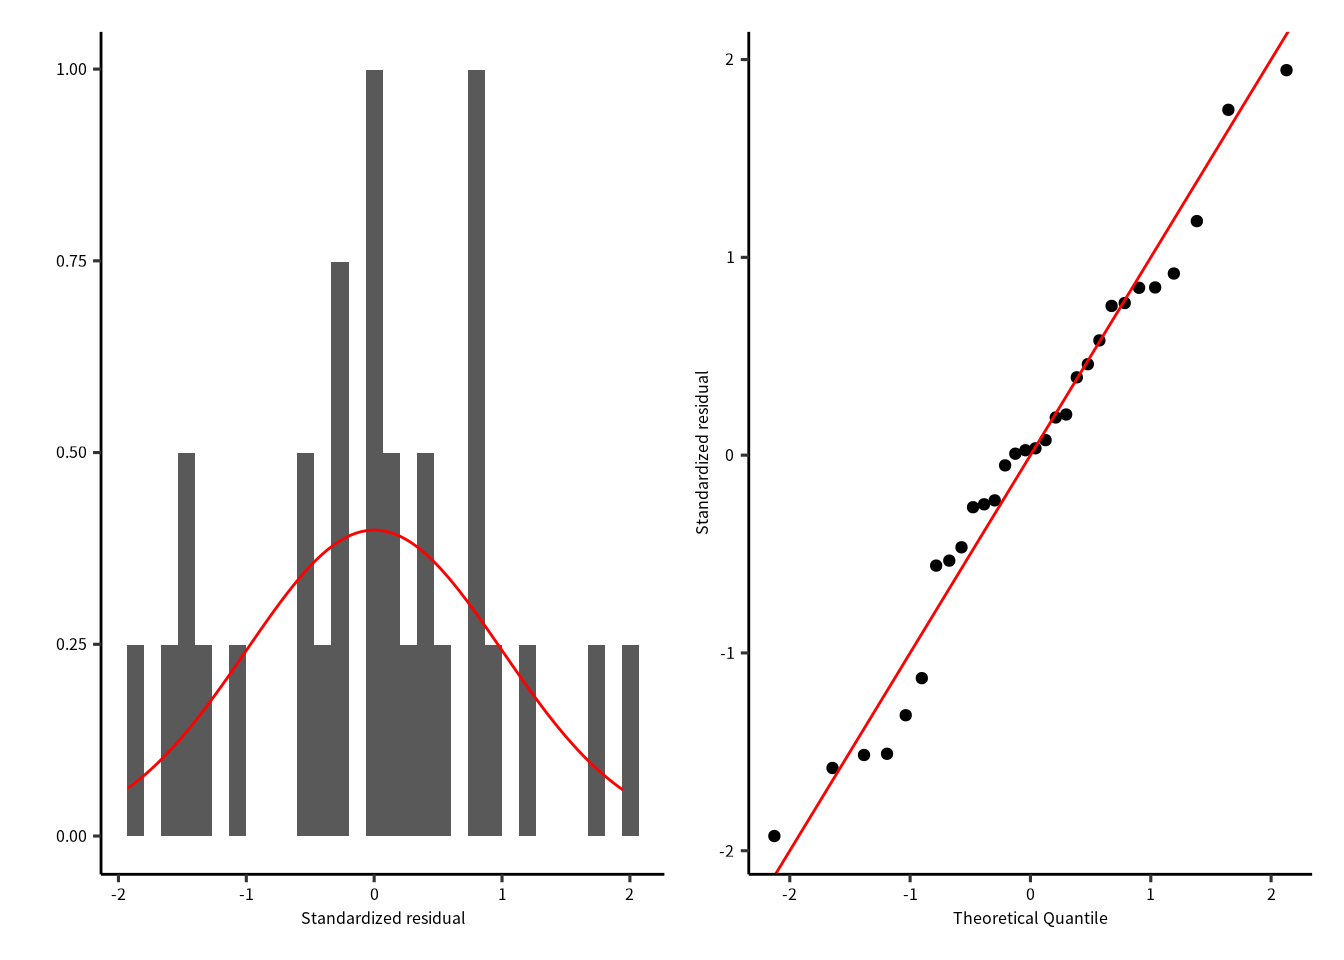 1.00
0.75
0.50
0.25
0.00
-2 -1 0 1 2
Standardized residual
2
1
0
-1
-2
Standardized residual
-2 -1 0 1 2
Theoretical Quantile